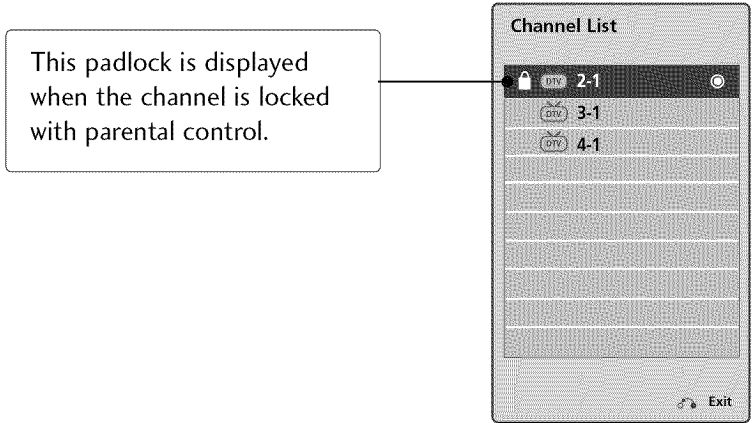 This padlock is displayed
when the channel is locked
with parental control.
Channel List
DTV 2-1
DTV 3-1
DTV 4-1
Exit